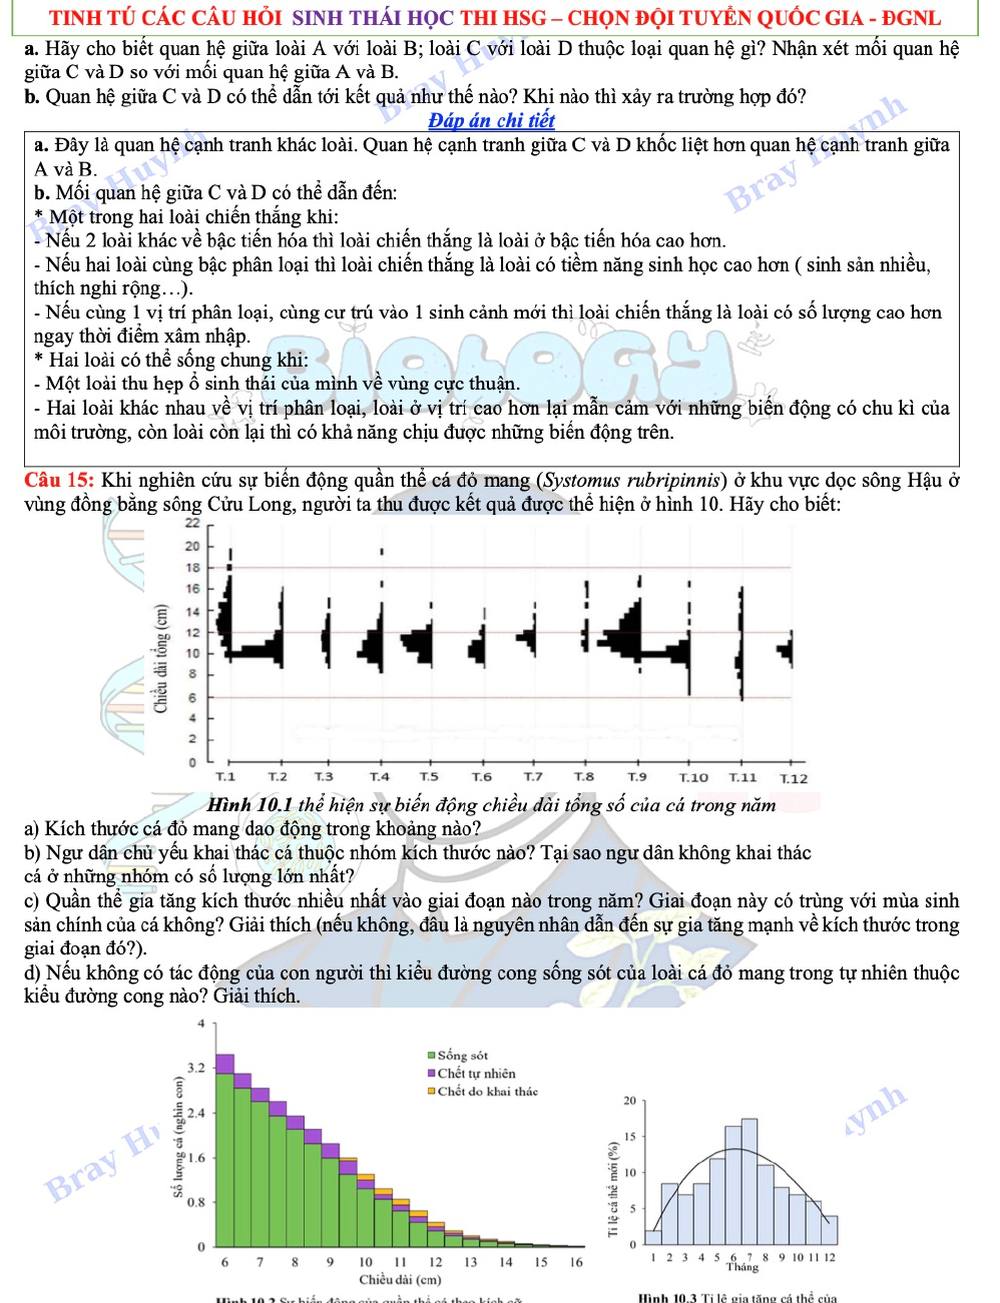 TINH TÚ CÁC CÂU HỎI SINH THÁI HỌC THI HSG – CHỌN ĐỘI TUYỂN QUỐC GIA - ĐGNL
a. Hãy cho biết quan hệ giữa loài A với loài B; loài C với loài D thuộc loại quan hệ gì? Nhận xét mối quan hệ
giữa C và D so với mối quan hệ giữa A và B.
b. Quan hệ giữa C và D có thể dẫn tới kết quả như thế nào? Khi nào thì xảy ra trường hợp đó?
Đáp án chi tiết
a. Đây là quan hệ cạnh tranh khác loài. Quan hệ cạnh tranh giữa C và D khốc liệt hơn quan hệ cạnh tranh giữa
A và B.
b. Mối quan hệ giữa C và D có thể dẫn đến:
* Một trong hai loài chiến thắng khi:
- Nếu 2 loài khác về bậc tiến hóa thì loài chiến thắng là loài ở bậc tiến hóa cao hơn.
- Nếu hai loài cùng bậc phân loại thì loài chiến thắng là loài có tiềm năng sinh học cao hơn ( sinh sản nhiều,
thích nghi rộng…).
- Nếu cùng 1 vị trí phân loại, cùng cư trú vào 1 sinh cảnh mới thì loài chiến thắng là loài có số lượng cao hơn
ngay thời điểm xâm nhập.
* Hai loài có thể sống chung khi:
- Một loài thu hẹp ổ sinh thái của mình về vùng cực thuận.
- Hai loài khác nhau về vị trí phân loại, loài ở vị trí cao hơn lại mẫn cảm với những biến động có chu kì của
môi trường, còn loài còn lại thì có khả năng chịu được những biến động trên.
BIOLOGY
Bray Huynh
Bray Huynh
Bray Huynh
Câu 15: Khi nghiên cứu sự biến động quần thể cá đỏ mang (Systomus rubripinnis) ở khu vực dọc sông Hậu ở
vùng đồng bằng sông Cửu Long, người ta thu được kết quả được thể hiện ở hình 10. Hãy cho biết:
Chiều dài tổng (cm)
22
20
18
16
14
12
10
8
6
4
2
0
T.1 T.2 T.3 T.4 T.5 T.6 T.7 T.8 T.9 T.10 T.11 T.12
Hình 10.1 thể hiện sự biến động chiều dài tổng số của cá trong năm
a) Kích thước cá đỏ mang dao động trong khoảng nào?
b) Ngư dân chủ yếu khai thác cá thuộc nhóm kích thước nào? Tại sao ngư dân không khai thác
cá ở những nhóm có số lượng lớn nhất?
c) Quần thể gia tăng kích thước nhiều nhất vào giai đoạn nào trong năm? Giai đoạn này có trùng với mùa sinh
sản chính của cá không? Giải thích (nếu không, đâu là nguyên nhân dẫn đến sự gia tăng mạnh về kích thước trong
giai đoạn đó?).
d) Nếu không có tác động của con người thì kiểu đường cong sống sót của loài cá đỏ mang trong tự nhiên thuộc
kiểu đường cong nào? Giải thích.
Số lượng cá (nghìn con)
4
3.2
2.4
1.6
0.8
0
Sống sót
Chết tự nhiên
Chết do khai thác
6 7 8 9 10 11 12 13 14 15 16
Chiều dài (cm)
Hình 10.2 Sự biến động của quần thể cá theo kích cỡ
Tỉ lệ cá thể mới (%)
20
15
10
5
0
1 2 3 4 5 6 7 8 9 10 11 12
Tháng
Hình 10.3 Tỉ lệ gia tăng cá thể của